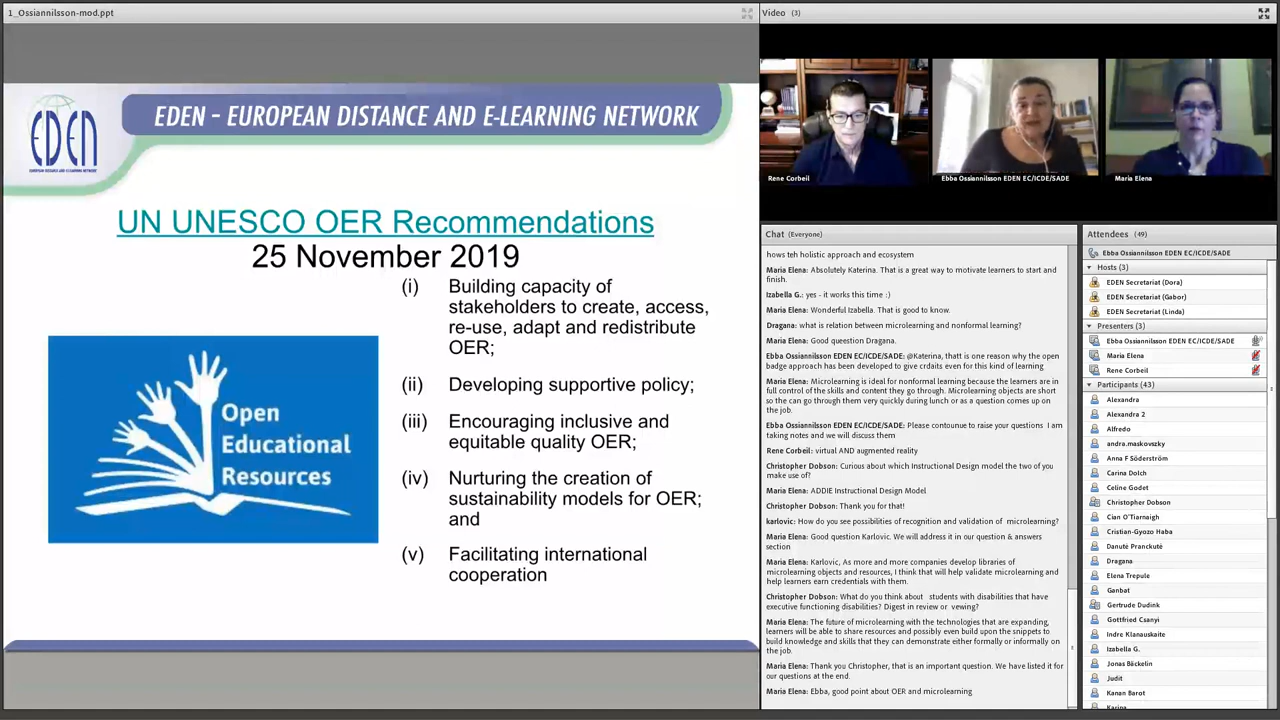 1_Ossiannilsson-mod.ppt
EDEN
EUROPEAN DISTANCE AND E-LEARNING NETWORK
EDEN - EUROPEAN DISTANCE AND E-LEARNING NETWORK
UN UNESCO OER Recommendations
25 November 2019
(i) Building capacity of
stakeholders to create, access,
re-use, adapt and redistribute
OER;
(ii) Developing supportive policy;
(iii) Encouraging inclusive and
equitable quality OER;
(iv) Nurturing the creation of
sustainability models for OER;
and
(v) Facilitating international
cooperation
Open
Educational
Resources
Video (3)
Rene Corbeil
Ebba Ossiannilsson EDEN EC/ICDE/SADE
Maria Elena
Chat (Everyone)
hows teh holistic approach and ecosystem
Maria Elena: Absolutely Katerina. That is a great way to motivate learners to start and
finish.
Izabella G.: yes - it works this time :)
Maria Elena: Wonderful Izabella. That is good to know.
Dragana: what is relation between microlearning and nonformal learning?
Maria Elena: Good queestion Dragana.
Ebba Ossiannilsson EDEN EC/ICDE/SADE: @Katerina, thatt is one reason why the open
badge approach has been developed to give crdaits even for this kind of learning
Maria Elena: Microlearning is ideal for nonformel learning because the learners are in
full control of the skills and content they go through. Microlearning objects are short
so the can go through them very quickly during lunch or as a question comes up on
the job.
Ebba Ossiannilsson EDEN EC/ICDE/SADE: Please contounue to raise your questions I am
taking notes and we will discuss them
Rene Corbeil: virtual AND augmented reality
Christopher Dobson: Curious about which Instructional Design model the two of you
make use of?
Maria Elena: ADDIE Instructional Design Model
Christopher Dobson: Thank you for that!
karlovic: How do you see possibilities of recognition and validation of microlearning?
Maria Elena: Good question Karlovic. We will address it in our question & answers
section
Maria Elena: Karlovic, As more and more companies develop libraries of
microlearning objects and resources, I think that will help validate microlearning and
help learners earn credentials with them.
Christopher Dobson: What do you think about students with disabilities that have
executive functioning disabilities? Digest in review or vewing?
Maria Elena: The future of microlearning with the technologies that are expanding,
learners will be able to share resources and possibly even build upon the snippets to
build knowledge and skills that they can demonstrate either formally or informally on
the job.
Maria Elena: Thank you Christopher, that is an important question. We have listed it for
our questions at the end.
Maria Elena: Ebba, good point about OER and microlearning
Attendees (49)
Ebba Ossiannilsson EDEN EC/ICDE/SADE
Hosts (3)
EDEN Secretariat (Dora)
EDEN Secretariat (Gabor)
EDEN Secretariat (Linda)
Presenters (3)
Ebba Ossiannilsson EDEN EC/ICDE/SADE
Maria Elena
Rene Corbeil
Participants (43)
Alexandra
Alexandra 2
Alfredo
andra.maskovszky
Anna F Söderström
Carina Dolch
Celine Godet
Christopher Dobson
Cian O'Tiarnaigh
Cristian-Gyozo Haba
Danutė Pranckutė
Dragana
Elena Trepule
Ganbat
Gertrude Dudink
Gottfried Csanyi
Indre Klanauskaite
Izabella G.
Jonas Bäckelin
Judit
Kanan Barot
Karina